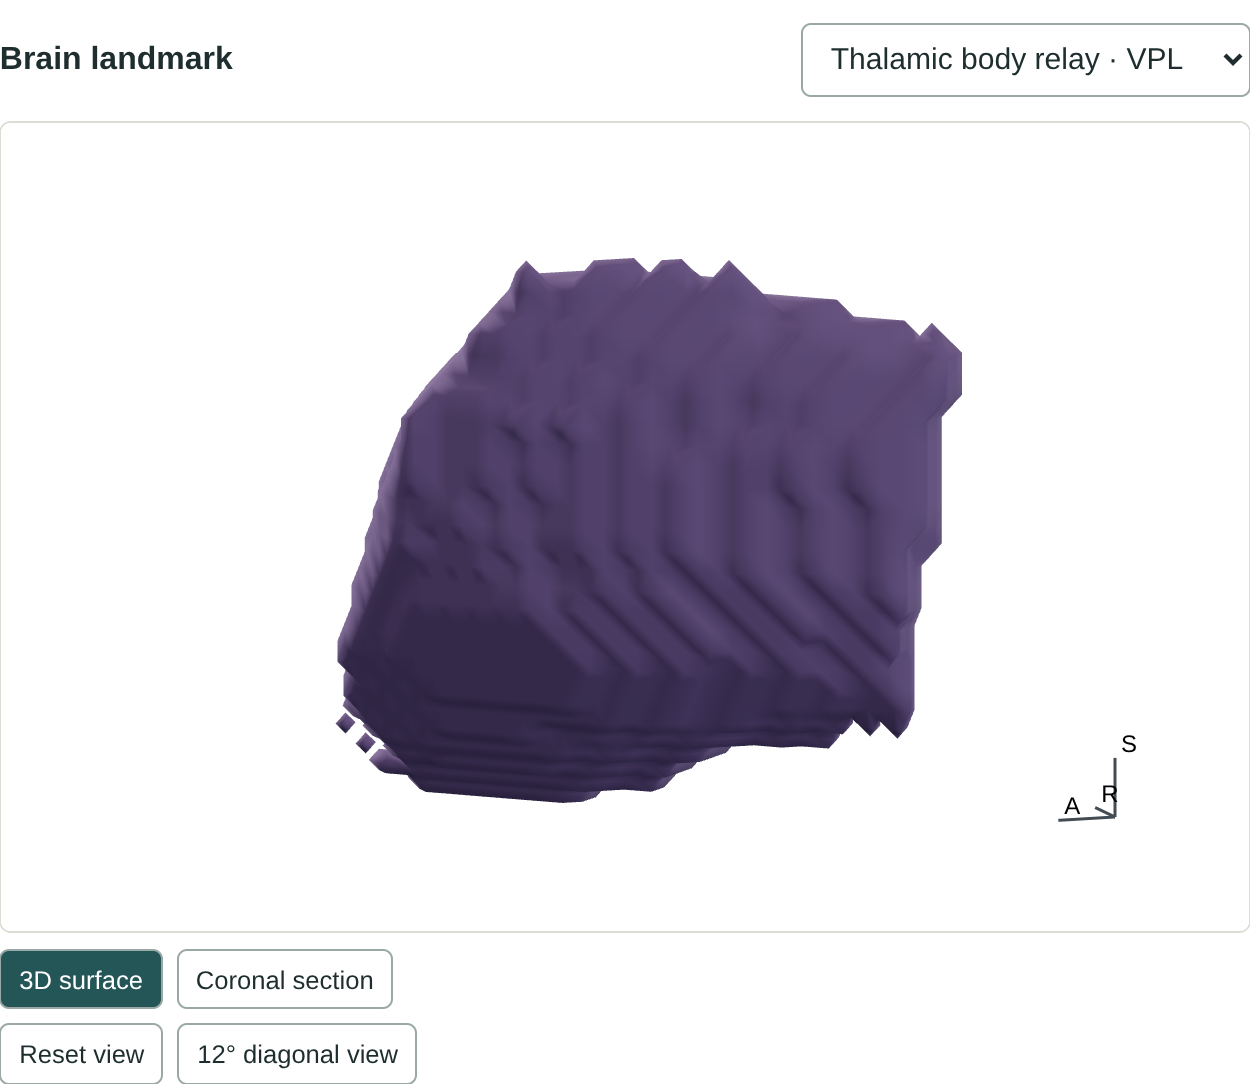 Brain landmark
Thalamic body relay · VPL
S
R
A
3D surface
Coronal section
Reset view
12° diagonal view